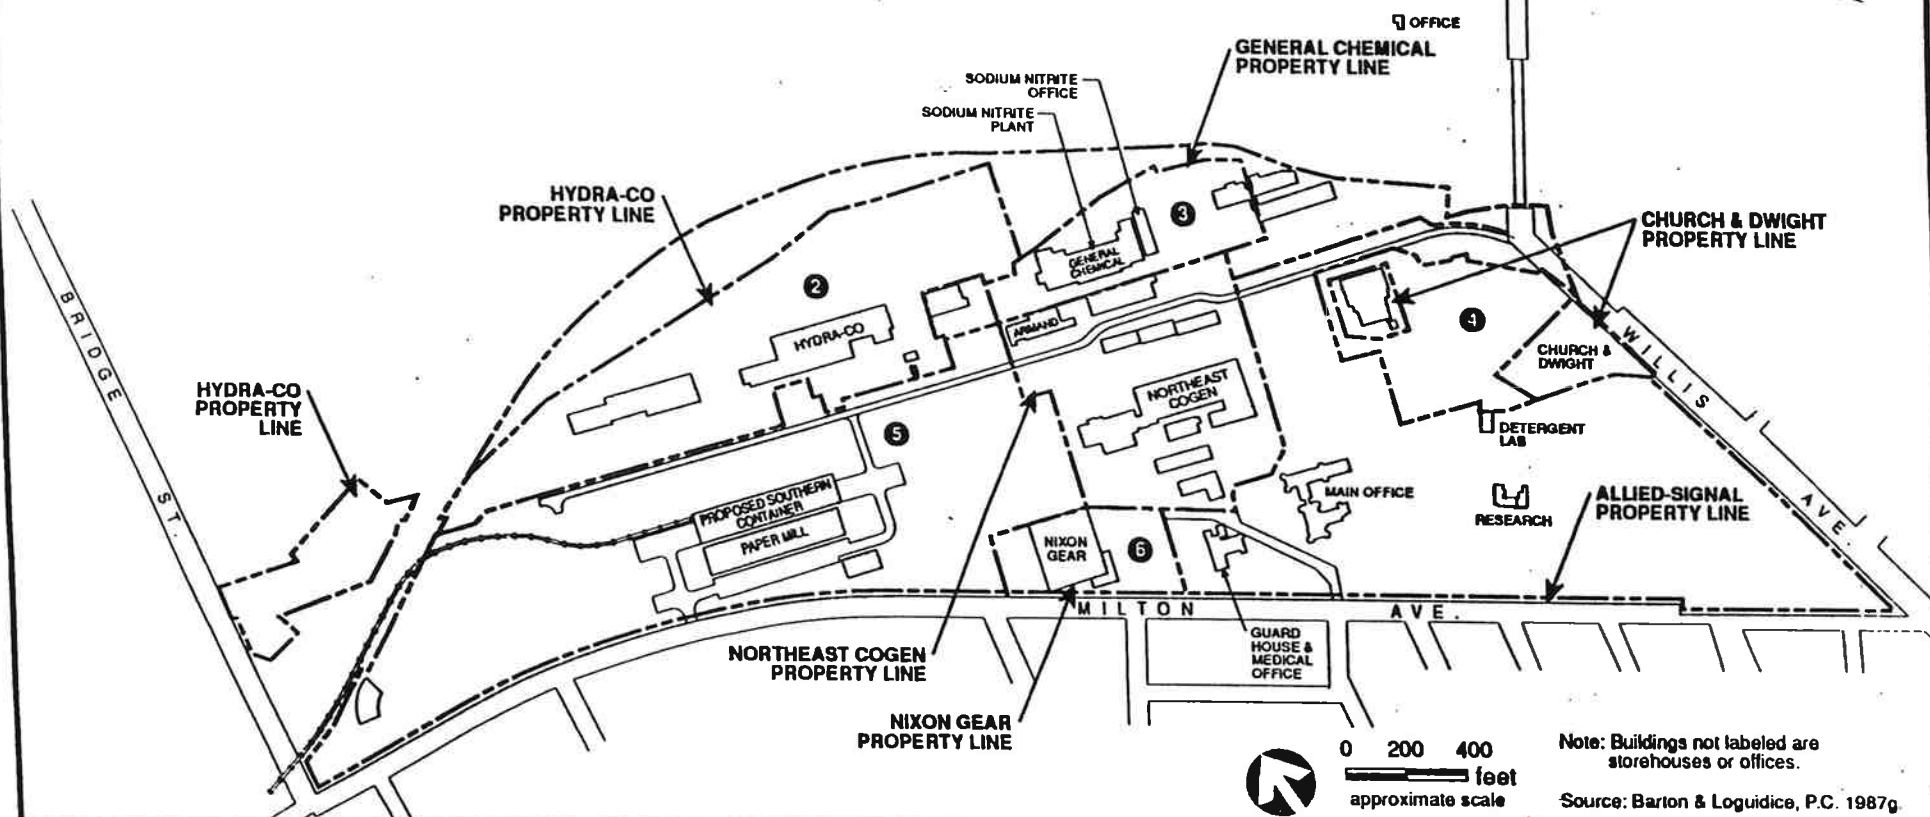 OFFICE
GENERAL CHEMICAL
PROPERTY LINE
SODIUM NITRITE
OFFICE
SODIUM NITRITE
PLANT
HYDRA-CO
PROPERTY LINE
3
CHURCH & DWIGHT
PROPERTY LINE
GENERAL
CHEMICAL
2
BRIDGE ST
HYDRA-CO
ARMAND
4
WILLIS AVE.
CHURCH &
DWIGHT
HYDRA-CO
PROPERTY
LINE
NORTHEAST
COGEN
5
DETERGENT
LAB
PROPOSED SOUTHERN
CONTAINER
PAPER MILL
MAIN OFFICE
RESEARCH
ALLIED-SIGNAL
PROPERTY LINE
NIXON
GEAR
6
MILTON AVE.
NORTHEAST COGEN
PROPERTY LINE
GUARD
HOUSE &
MEDICAL
OFFICE
NIXON GEAR
PROPERTY LINE
0 200 400
feet
approximate scale
Note: Buildings not labeled are
storehouses or offices.
Source: Barton & Loguidice, P.C. 1987g